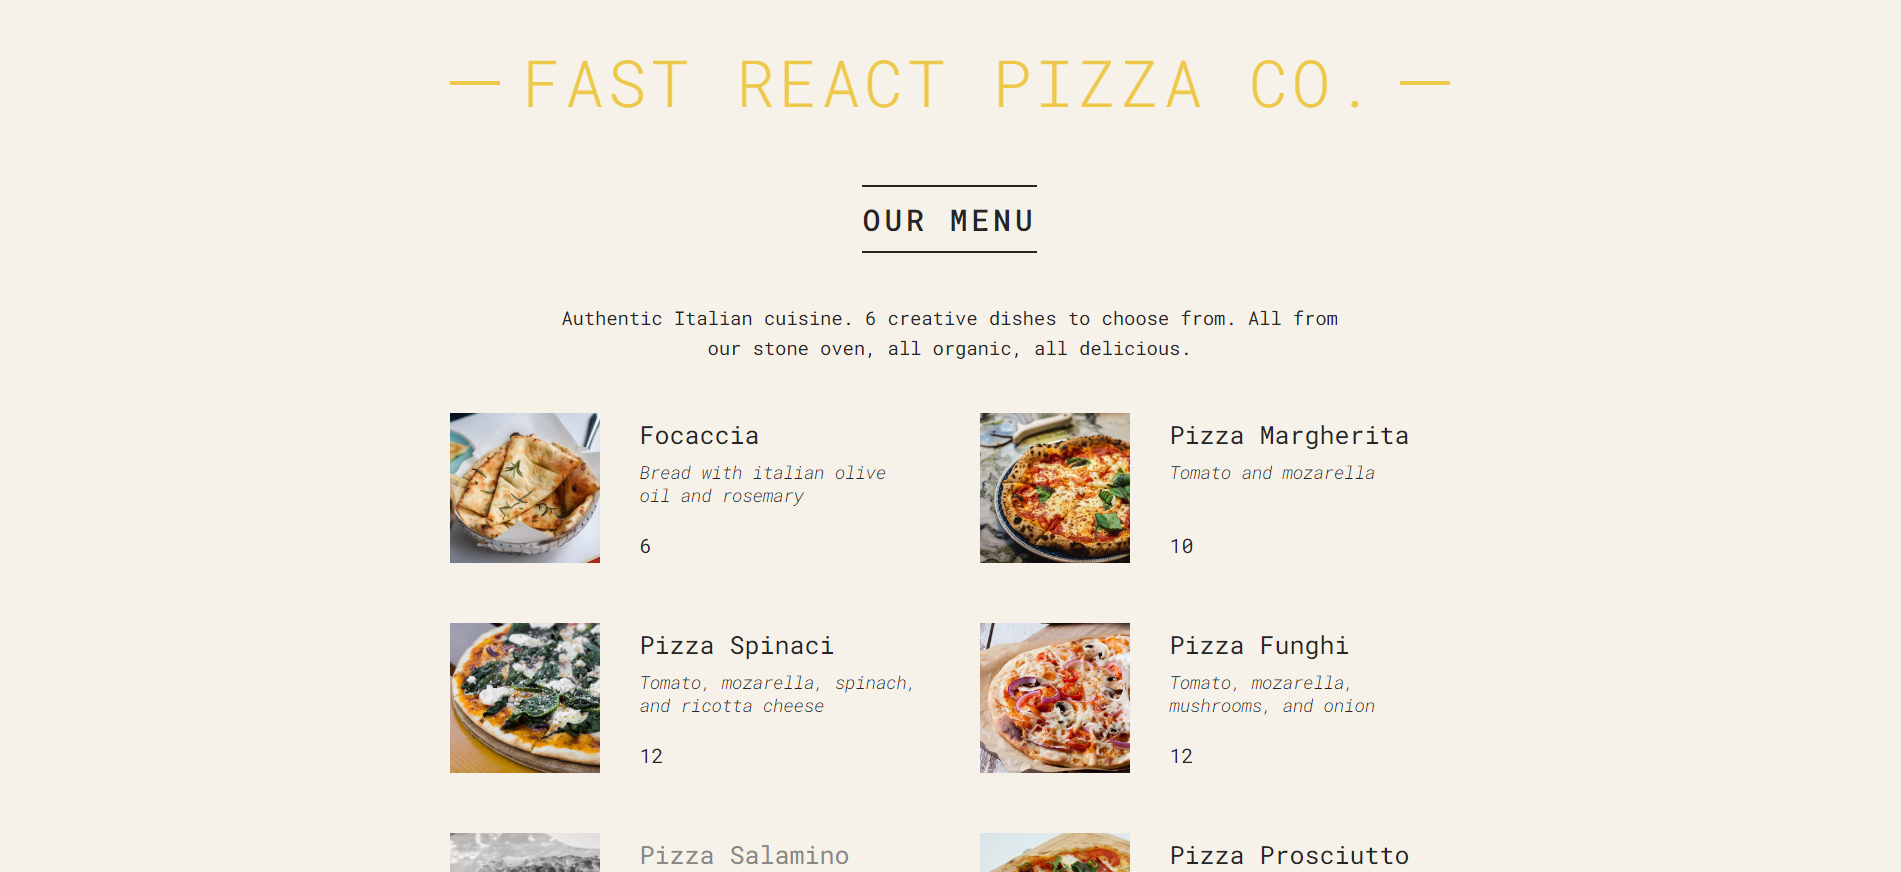 — FAST REACT PIZZA CO. —
OUR MENU
Authentic Italian cuisine. 6 creative dishes to choose from. All from
our stone oven, all organic, all delicious.
Focaccia
Bread with italian olive
oil and rosemary
6
Pizza Margherita
Tomato and mozarella
10
Pizza Spinaci
Tomato, mozarella, spinach,
and ricotta cheese
12
Pizza Funghi
Tomato, mozarella,
mushrooms, and onion
12
Pizza Salamino
Pizza Prosciutto